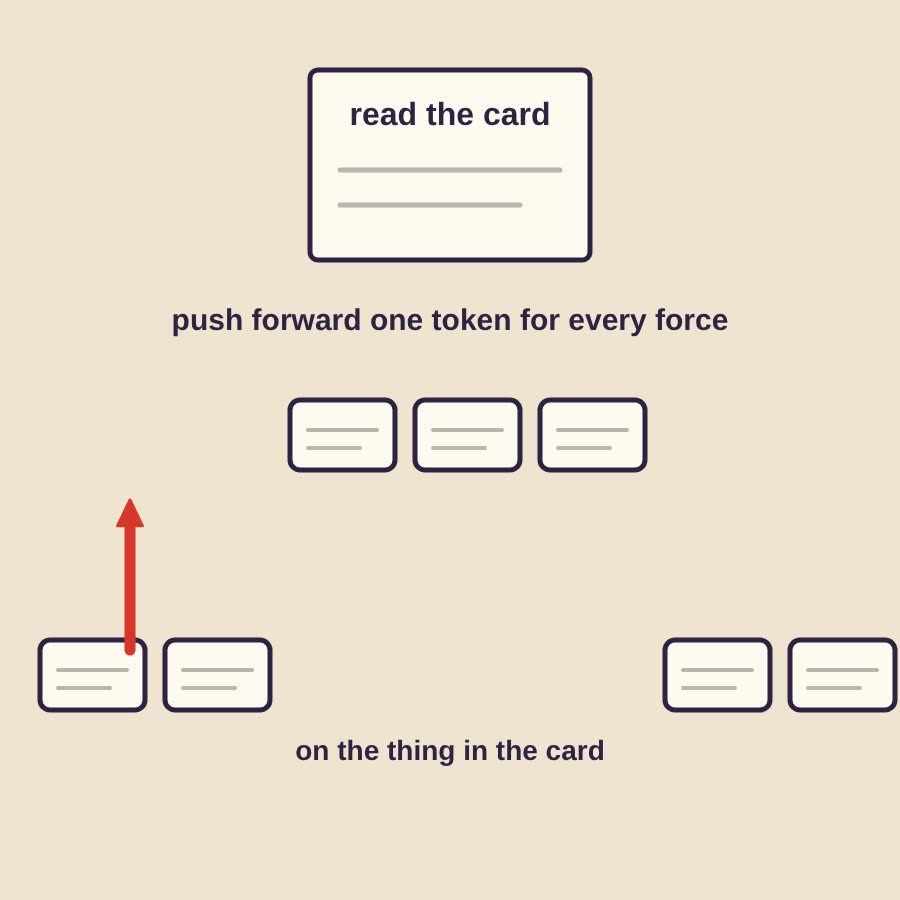 read the card
push forward one token for every force
on the thing in the card